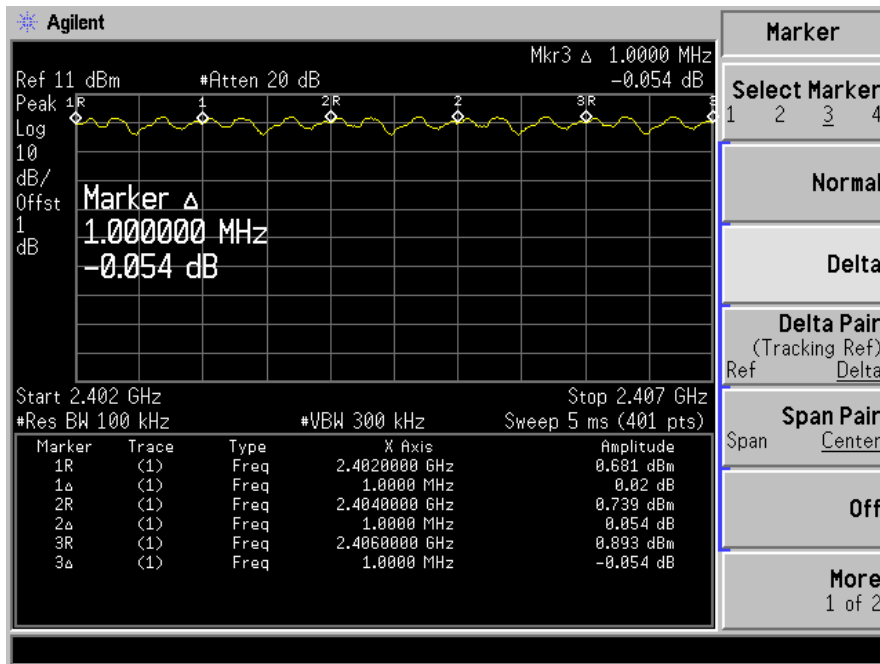 Agilent
Marker
Mkr3 Δ 1.0000 MHz
Ref 11 dBm #Atten 20 dB -0.054 dB
Peak
Log
10
dB/
Offst
1
dB
1R 1 2R 2 3R 3
Marker Δ
1.000000 MHz
-0.054 dB
Start 2.402 GHz Stop 2.407 GHz
#Res BW 100 kHz #VBW 300 kHz Sweep 5 ms (401 pts)
Marker Trace Type X Axis Amplitude
1R (1) Freq 2.4020000 GHz 0.681 dBm
1Δ (1) Freq 1.0000 MHz 0.02 dB
2R (1) Freq 2.4040000 GHz 0.739 dBm
2Δ (1) Freq 1.0000 MHz 0.054 dB
3R (1) Freq 2.4060000 GHz 0.893 dBm
3Δ (1) Freq 1.0000 MHz -0.054 dB
Select Marker
1 2 3 4
Normal
Delta
Delta Pair
(Tracking Ref)
Ref Delta
Span Pair
Span Center
Off
More
1 of 2